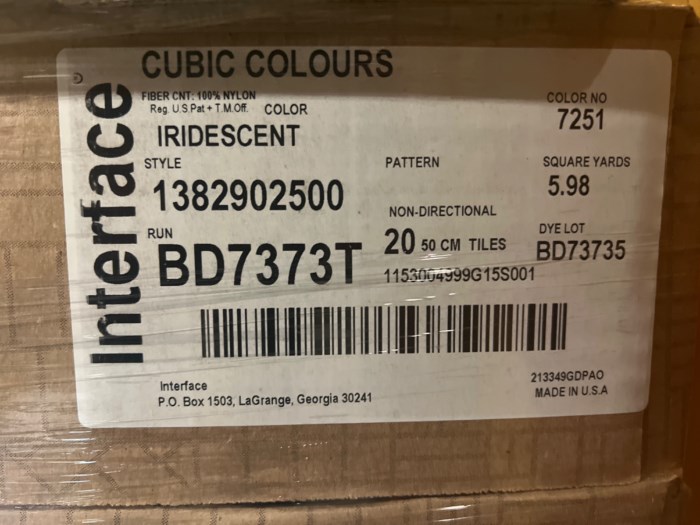 Interface®
CUBIC COLOURS
FIBER CNT: 100% NYLON
Reg. U.S.Pat + T.M.Off. COLOR
IRIDESCENT
COLOR NO
7251
STYLE
1382902500
PATTERN
SQUARE YARDS
5.98
NON-DIRECTIONAL
RUN
BD7373T
20 50 CM TILES
DYE LOT
BD73735
1153004999G15S001
Interface
P.O. Box 1503, LaGrange, Georgia 30241
213349GDPAO
MADE IN U.S.A